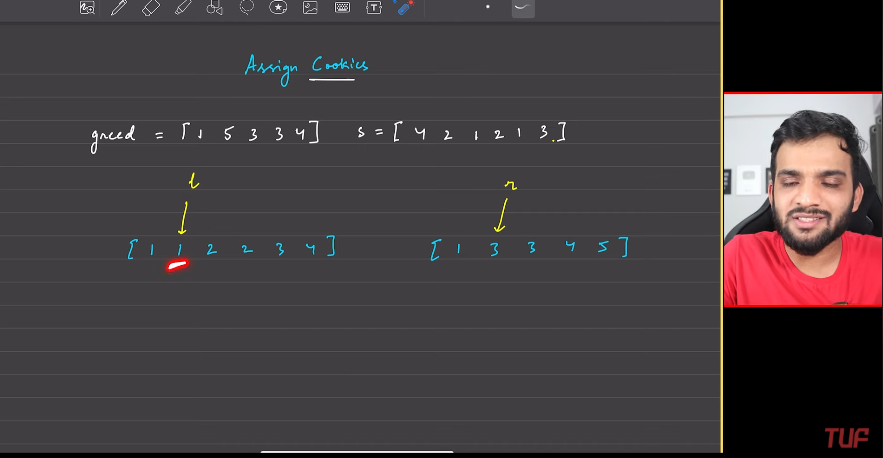 Assign Cookies
greed = [ 1 5 3 3 4 ] s = [ 4 2 1 2 1 3 ]
l r
[ 1 1 2 2 3 4 ] [ 1 3 3 4 5 ]
TUF